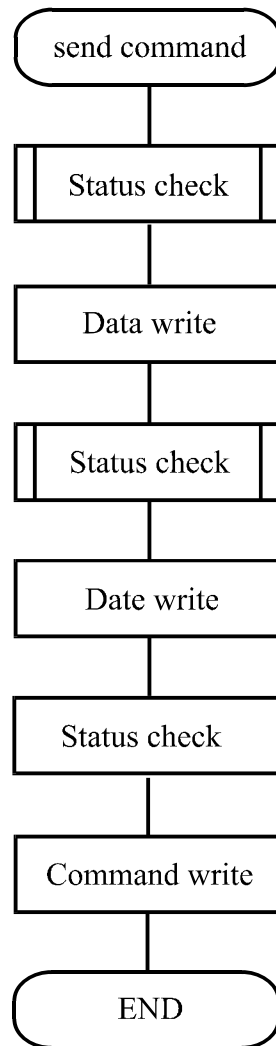 send command
Status check
Data write
Status check
Date write
Status check
Command write
END